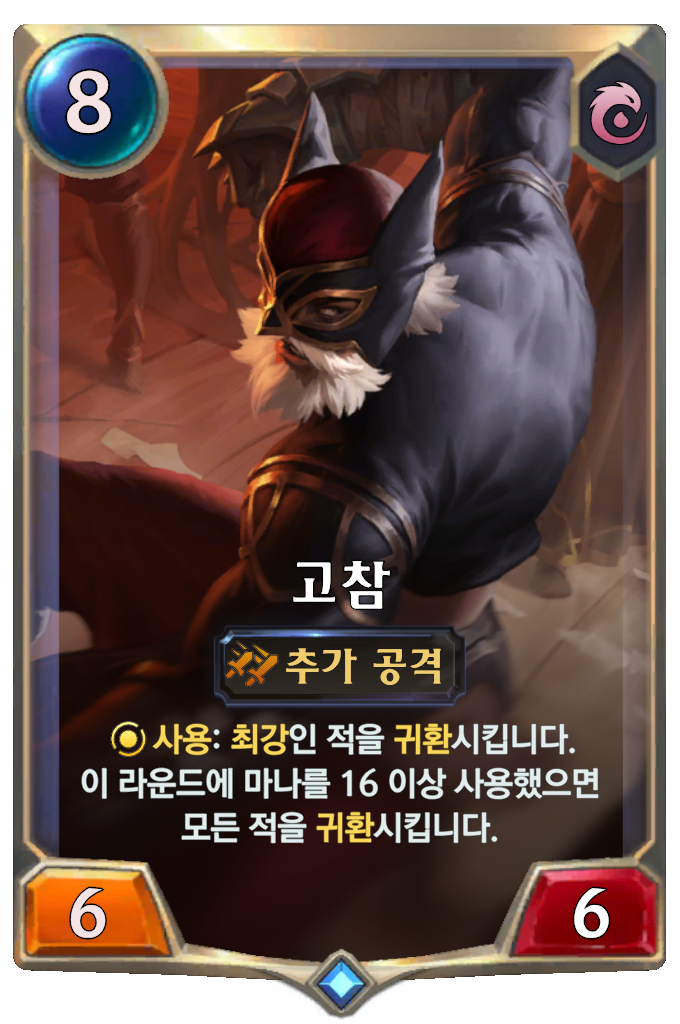 8
고참
추가 공격
사용: 최강인 적을 귀환시킵니다.
이 라운드에 마나를 16 이상 사용했으면
모든 적을 귀환시킵니다.
6
6